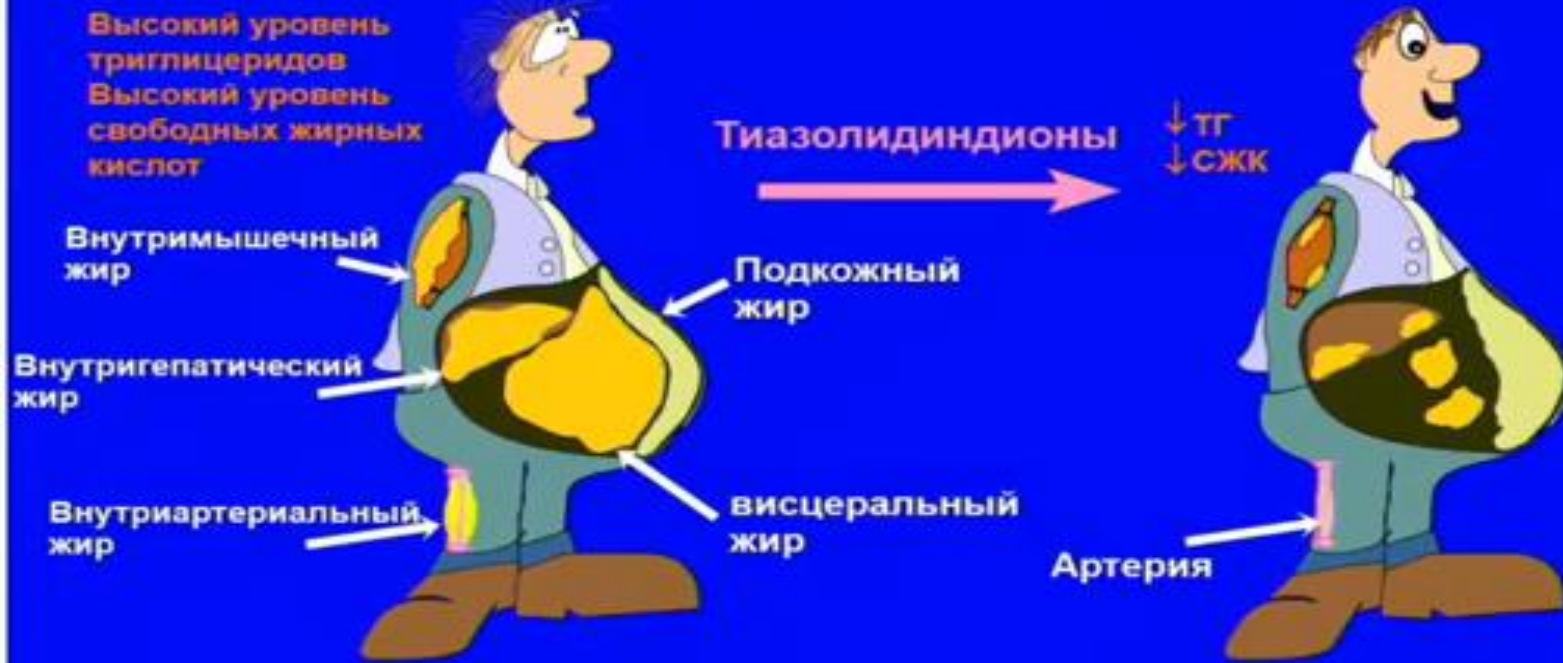 Высокий уровень
триглицеридов
Высокий уровень
свободных жирных
кислот
Тиазолидиндионы
↓ТГ
↓СЖК
Внутримышечный
жир
Подкожный
жир
Внутригепатический
жир
Внутриартериальный
жир
висцеральный
жир
Артерия